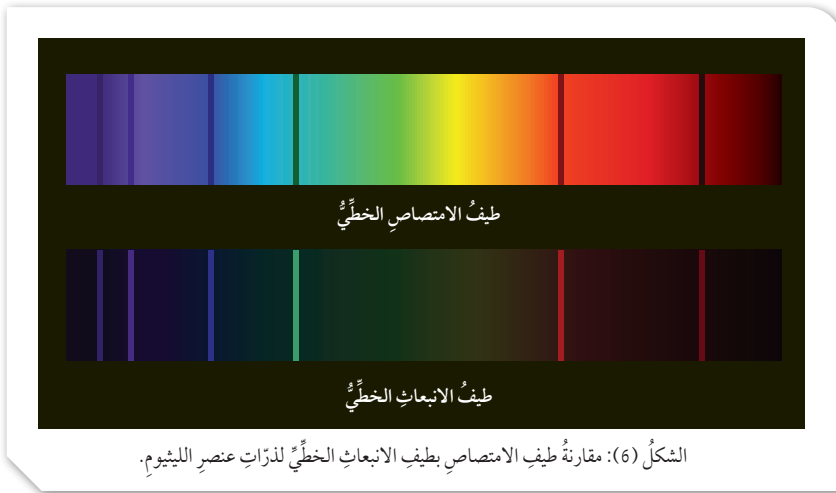 طيفُ الامتصاصِ الخطِّيُّ
طيفُ الانبعاثِ الخطِّيُّ
الشكلُ (6): مقارنةُ طيفِ الامتصاصِ بطيفِ الانبعاثِ الخطِّيِّ لذرّاتِ عنصرِ الليثيومِ.